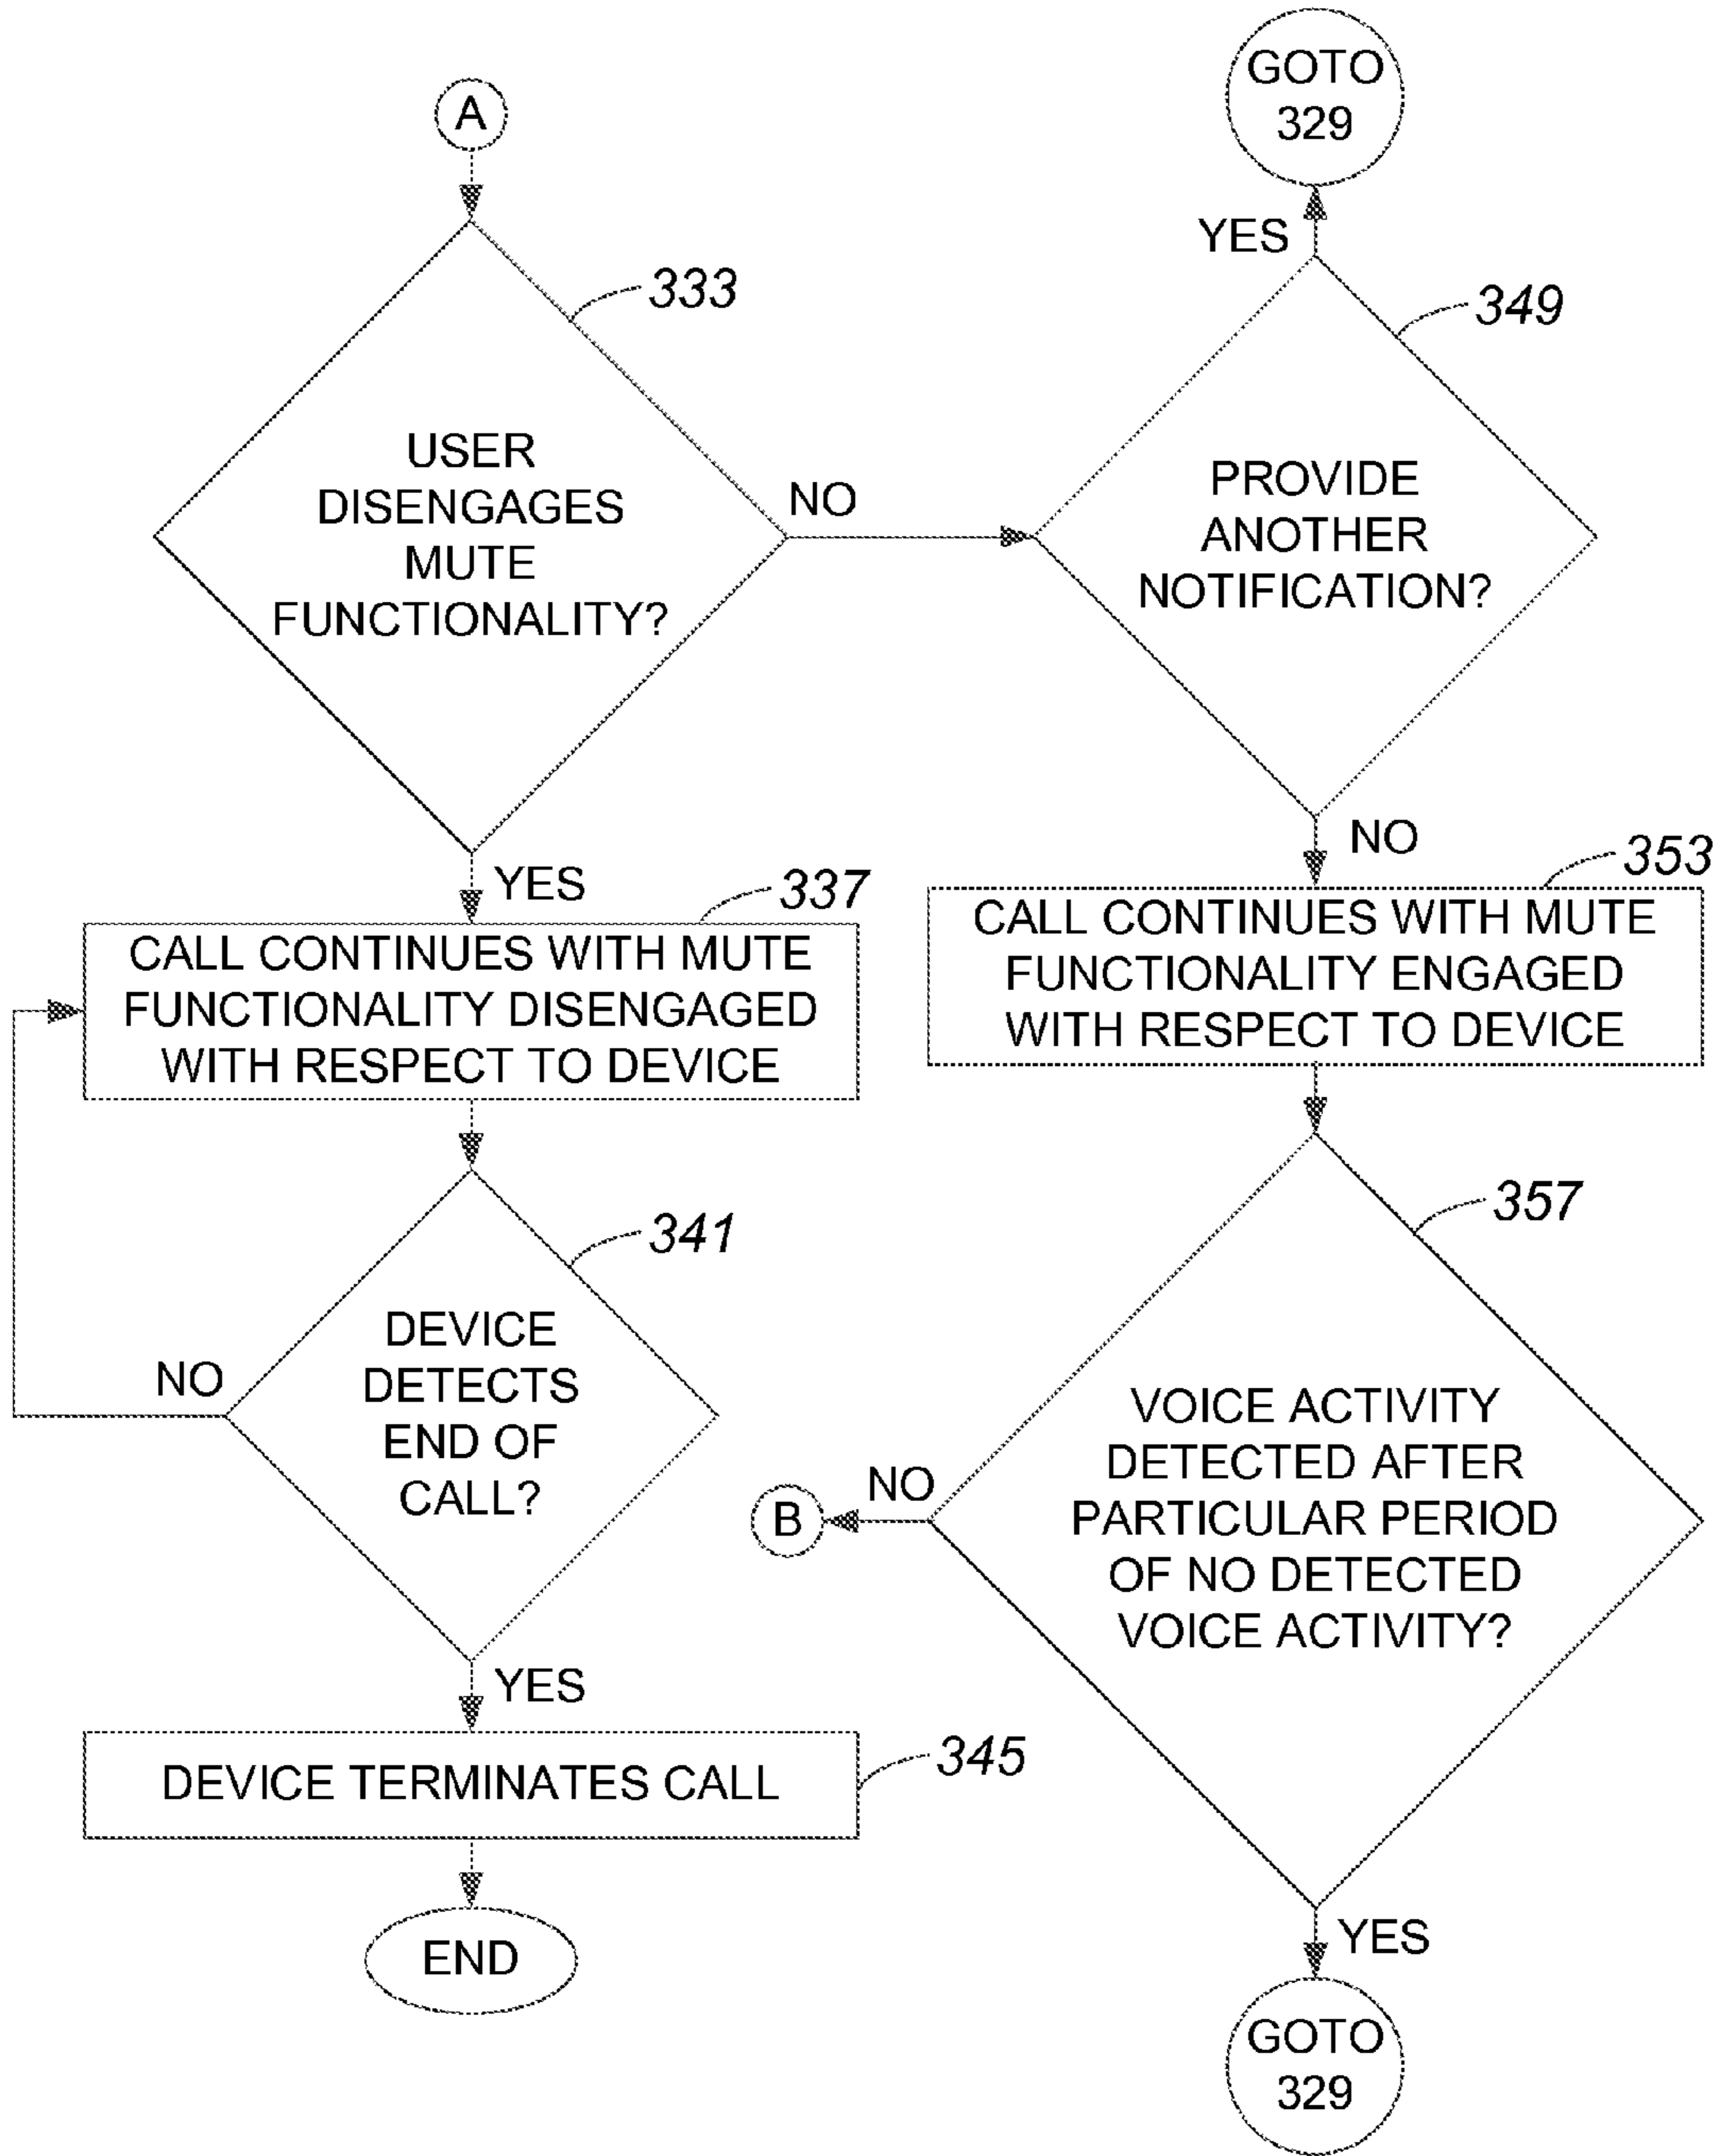 A
333
USER
DISENGAGES
MUTE
FUNCTIONALITY?
NO
YES
337
CALL CONTINUES WITH MUTE
FUNCTIONALITY DISENGAGED
WITH RESPECT TO DEVICE
341
DEVICE
DETECTS
END OF
CALL?
NO
YES
345
DEVICE TERMINATES CALL
END
GOTO
329
YES
349
PROVIDE
ANOTHER
NOTIFICATION?
NO
353
CALL CONTINUES WITH MUTE
FUNCTIONALITY ENGAGED
WITH RESPECT TO DEVICE
357
VOICE ACTIVITY
DETECTED AFTER
PARTICULAR PERIOD
OF NO DETECTED
VOICE ACTIVITY?
NO
B
YES
GOTO
329